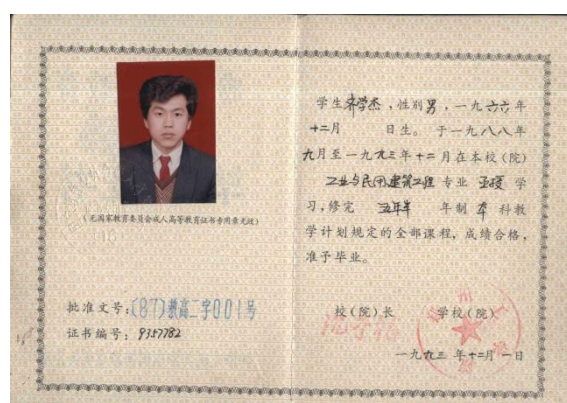 (无国家教育委员会成人高等教育证书专用章无效)
批准文号:(87)教高二字001号
证书编号:9357782
学生 学杰,性别男,一九六六年
十二月 日生。于一九八八年
九月至一九九三年十二月在本校(院)
工业与民用建筑工程专业 学
习,修完 五年半 年制 本 科教
学计划规定的全部课程,成绩合格,
准予毕业。
校(院)长 学校(院)
一九九三年十二月一日